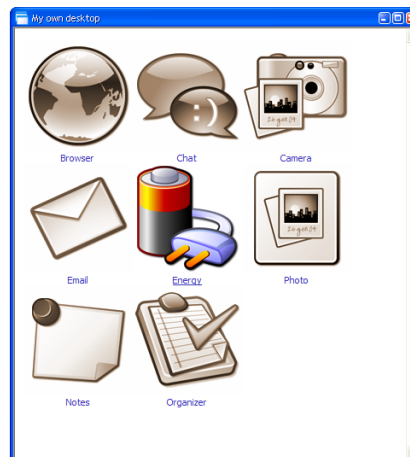 My own desktop
Browser
Chat
Camera
Email
Energy
Photo
Notes
Organizer